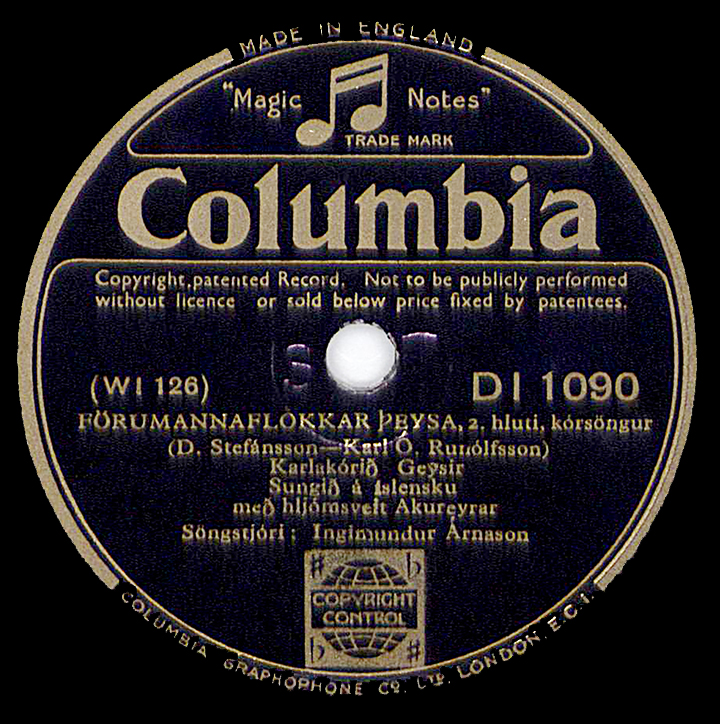 MADE IN ENGLAND
"Magic Notes"
TRADE MARK
Columbia
Copyright, patented Record. Not to be publicly performed
without licence or sold below price fixed by patentees.
(WI 126)
DI 1090
FÖRUMANNAFLOKKAR ÞEYSA, 2. hluti, kórsöngur
(D. Stefánsson—Karl Ó. Runólfsson)
Karlakórið Geysir
Sungið á íslensku
með hljómsveit Akureyrar
Söngstjóri: Ingimundur Árnason
COPYRIGHT
CONTROL
COLUMBIA GRAPHOPHONE Co. LTD. LONDON. E.C.1.